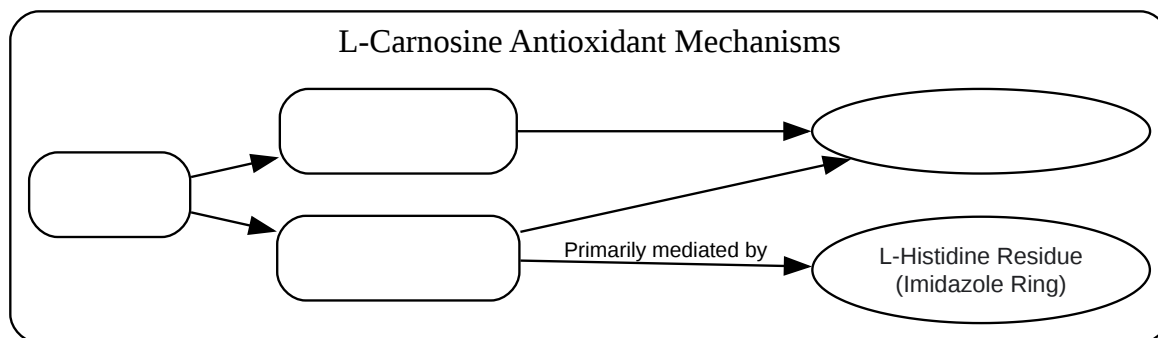 L-Carnosine Antioxidant Mechanisms
Primarily mediated by
L-Histidine Residue
(Imidazole Ring)